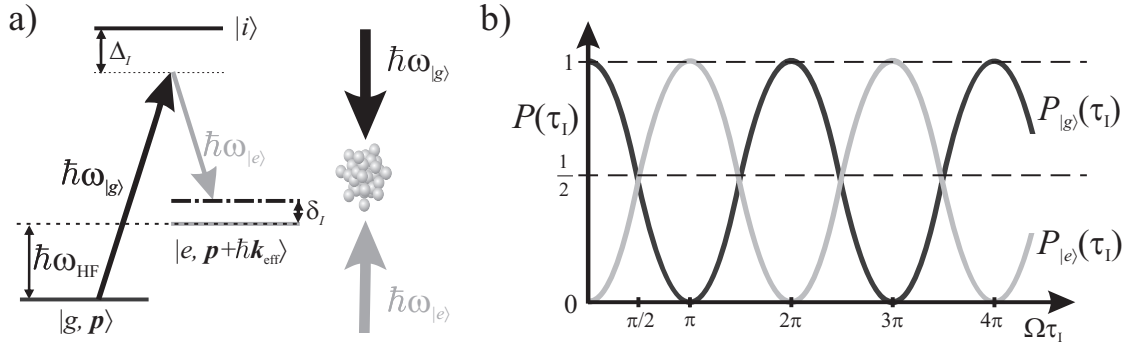 a)
|i⟩
Δ_I
ħω_|g⟩
ħω_|e⟩
ħω_|g⟩
δ_I
ħω_HF
|e, p+ħk_eff⟩
|g, p⟩
ħω_|e⟩
b)
1
P(τ_I)
P_|g⟩(τ_I)
1/2
P_|e⟩(τ_I)
0
π/2 π 2π 3π 4π Ωτ_I